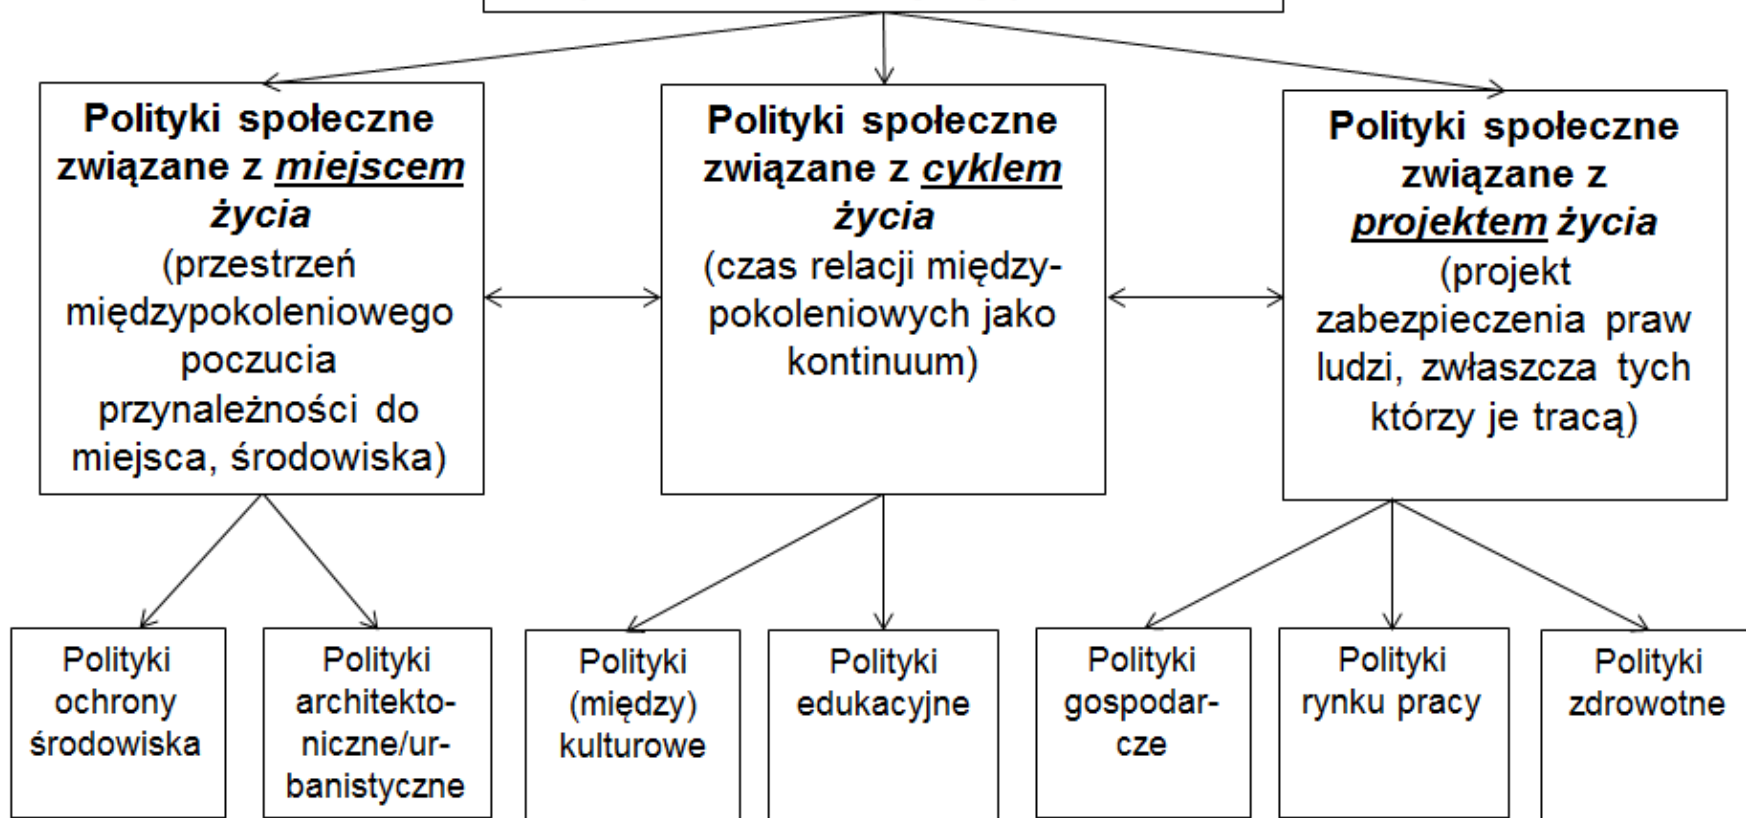 Polityki społeczne
związane z miejscem
życia
(przestrzeń
międzypokoleniowego
poczucia
przynależności do
miejsca, środowiska)
Polityki społeczne
związane z cyklem
życia
(czas relacji między-
pokoleniowych jako
kontinuum)
Polityki społeczne
związane z
projektem życia
(projekt
zabezpieczenia praw
ludzi, zwłaszcza tych
którzy je tracą)
Polityki
ochrony
środowiska
Polityki
architekto-
niczne/ur-
banistyczne
Polityki
(między)
kulturowe
Polityki
edukacyjne
Polityki
gospodar-
cze
Polityki
rynku pracy
Polityki
zdrowotne